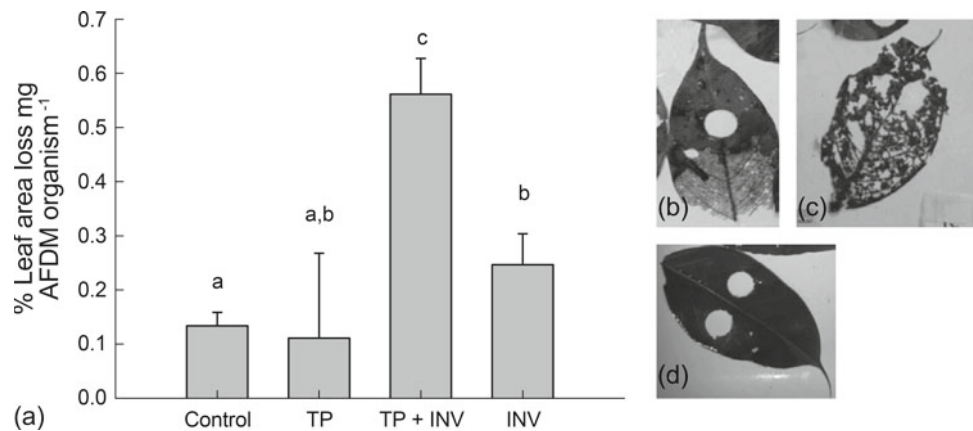 % Leaf area loss mg
AFDM organism⁻¹
0.7
0.6
0.5
0.4
0.3
0.2
0.1
0.0
a
a,b
c
b
Control TP TP + INV INV
(a)
(b)
(c)
(d)